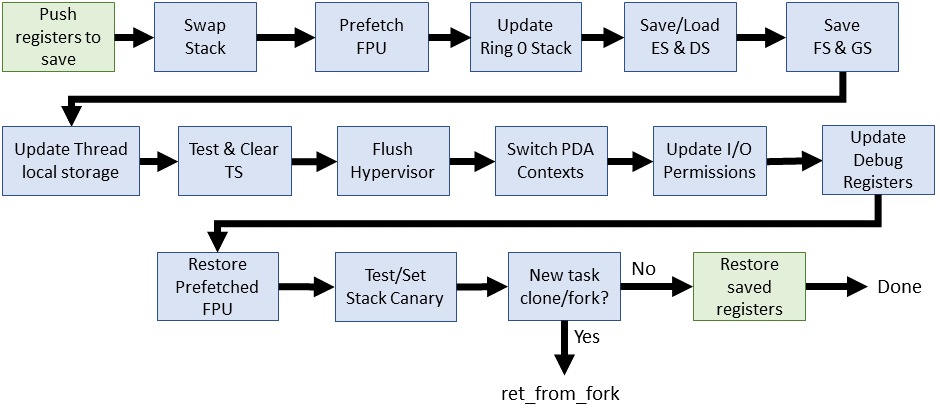 Push
registers to
save
Swap
Stack
Prefetch
FPU
Update
Ring 0 Stack
Save/Load
ES & DS
Save
FS & GS
Update Thread
local storage
Test & Clear
TS
Flush
Hypervisor
Switch PDA
Contexts
Update I/O
Permissions
Update
Debug
Registers
Restore
Prefetched
FPU
Test/Set
Stack Canary
New task
clone/fork?
No
Restore
saved
registers
Done
Yes
ret_from_fork